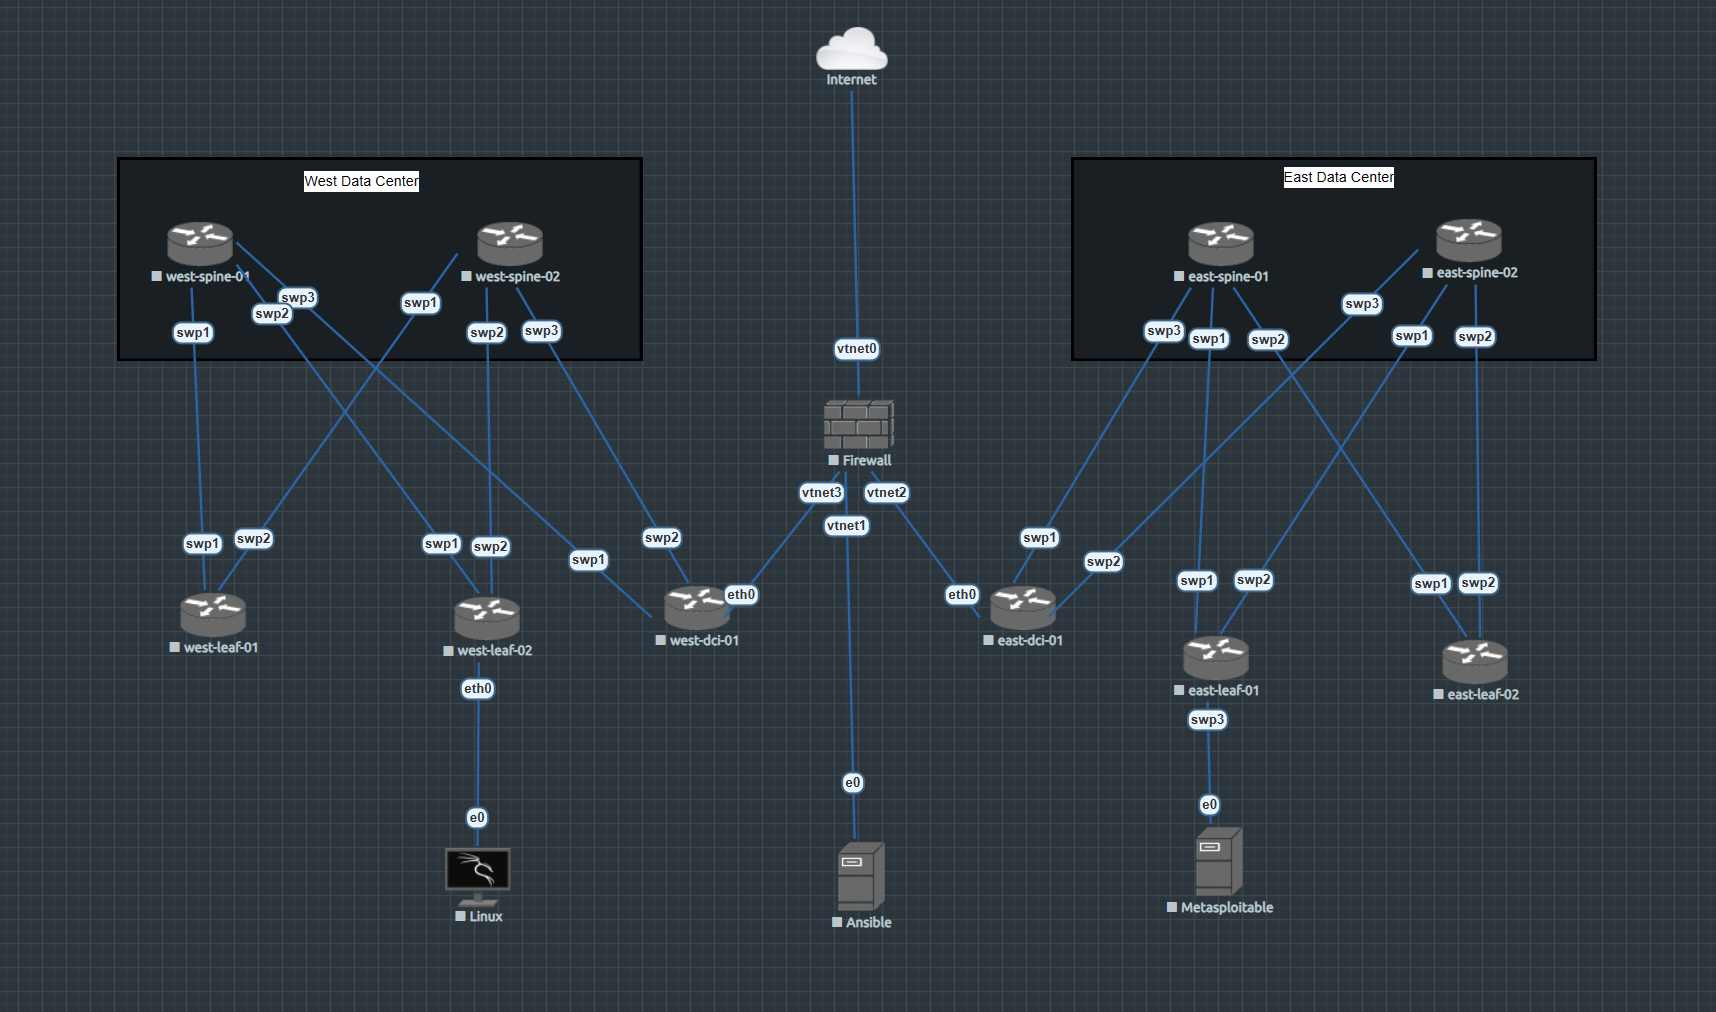 Internet
West Data Center
East Data Center
west-spine-01
west-spine-02
east-spine-01
east-spine-02
swp3
swp2
swp1
swp1
swp2
swp3
vtnet0
swp3
swp1
swp2
swp3
swp1
swp2
Firewall
vtnet3
vtnet2
vtnet1
swp1
swp2
swp1
swp2
swp1
swp2
eth0
eth0
swp1
swp2
swp1
swp2
swp1
swp2
west-leaf-01
west-leaf-02
west-dci-01
east-dci-01
east-leaf-01
east-leaf-02
eth0
swp3
e0
e0
e0
Linux
Ansible
Metasploitable